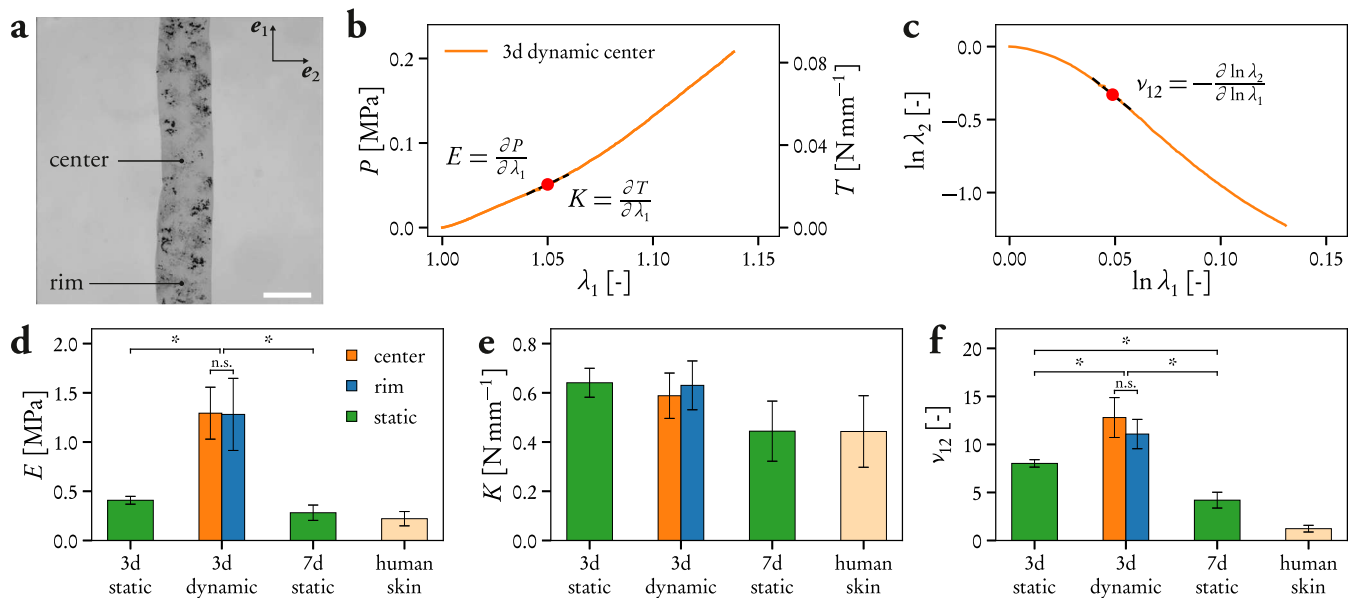 a
e₁
e₂
center
rim
b
3d dynamic center
P [MPa]
0.2
0.1
0.0
E = ∂P/∂λ₁
K = ∂T/∂λ₁
T [N mm⁻¹]
0.08
0.04
0.00
1.00 1.05 1.10 1.15
λ₁ [-]
c
ln λ₂ [-]
0.0
−0.5
−1.0
ν₁₂ = −∂ ln λ₂/∂ ln λ₁
0.00 0.05 0.10 0.15
ln λ₁ [-]
d
E [MPa]
2.0
1.5
1.0
0.5
0.0
* *
n.s.
center
rim
static
3d 3d 7d human
static dynamic static skin
e
K [N mm⁻¹]
0.8
0.6
0.4
0.2
0.0
3d 3d 7d human
static dynamic static skin
f
ν₁₂ [-]
20
15
10
5
0
*
* *
n.s.
3d 3d 7d human
static dynamic static skin